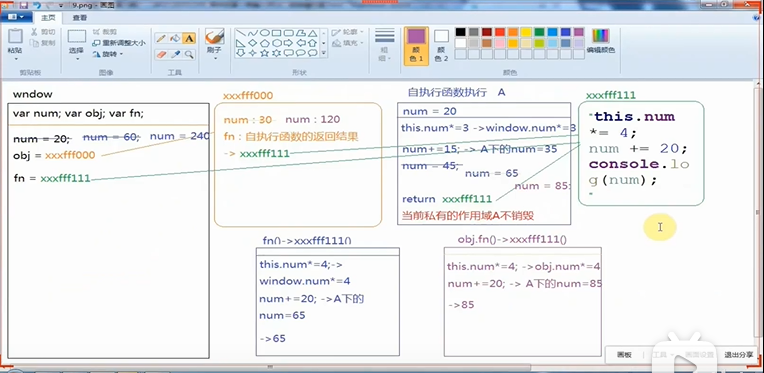 9.png - 画图
主页
查看
粘贴
剪切
复制
选择
裁剪
重新调整大小
旋转
刷子
轮廓
填充
粗细
颜色 1
颜色 2
编辑颜色
剪贴板
图像
工具
形状
颜色
wndow
var num; var obj; var fn;
num = 20; num = 60; num = 240
obj = xxxfff000
fn = xxxfff111
xxxfff000
num : 30 num : 120
fn : 自执行函数的返回结果
-> xxxfff111
自执行函数执行 A
num = 20
this.num*=3 ->window.num*=3
num+=15; -> A下的num=35
num = 45;
num = 65
num = 85;
return xxxfff111
当前私有的作用域A不销毁
xxxfff111
"this.num
*= 4;
num += 20;
console.lo
g(num);
"
fn()->xxxfff111()
this.num*=4;->
window.num*=4
num+=20; ->A下的
num=65
->65
obj.fn()->xxxfff111()
this.num*=4; ->obj.num*=4
num+=20; -> A下的num=85
->85
画板
工具
画面设置
退出分享